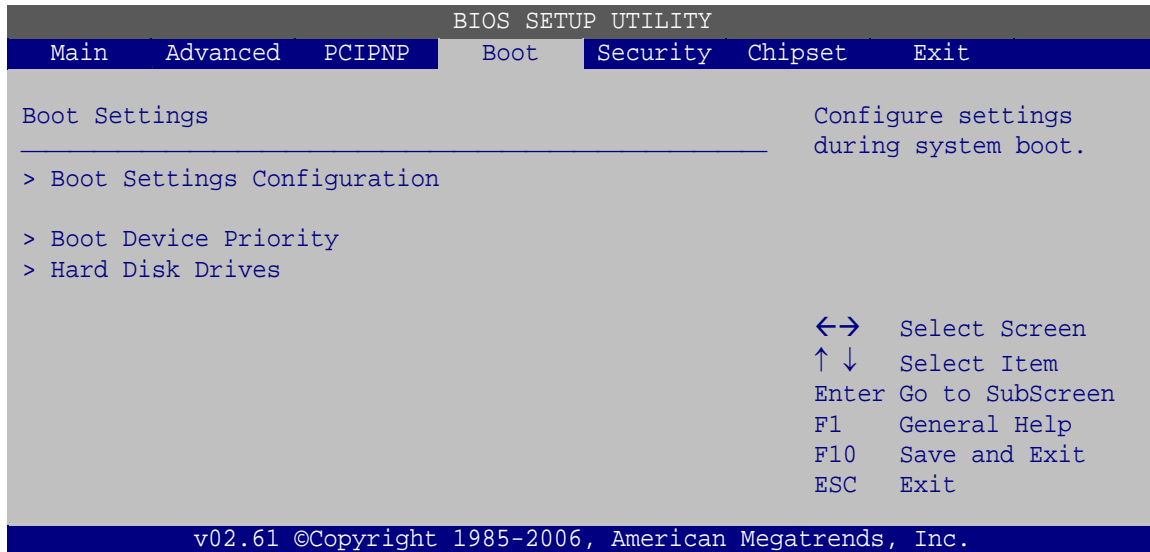 BIOS SETUP UTILITY
Main Advanced PCIPNP Boot Security Chipset Exit
Boot Settings
> Boot Settings Configuration
> Boot Device Priority
> Hard Disk Drives
Configure settings
during system boot.
←→ Select Screen
↑↓ Select Item
Enter Go to SubScreen
F1 General Help
F10 Save and Exit
ESC Exit
v02.61 ©Copyright 1985-2006, American Megatrends, Inc.